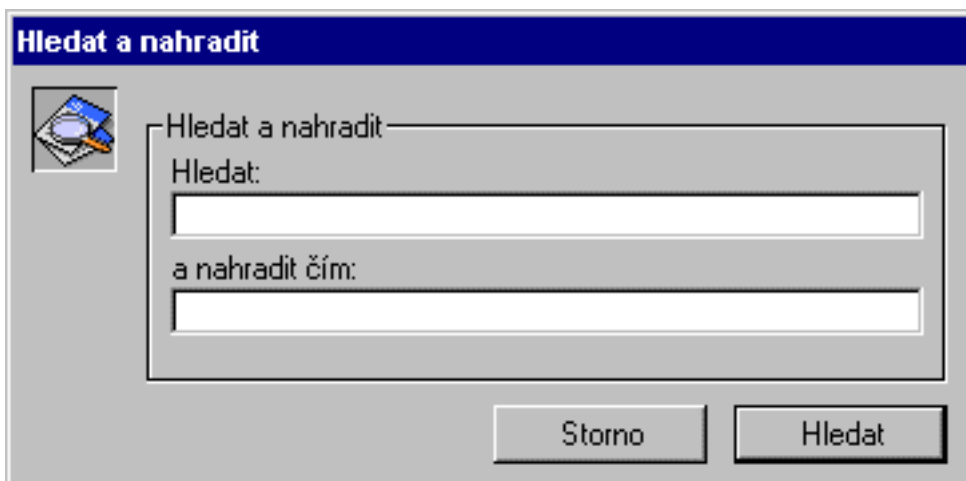 Hledat a nahradit
Hledat a nahradit
Hledat:
a nahradit čím:
Storno
Hledat